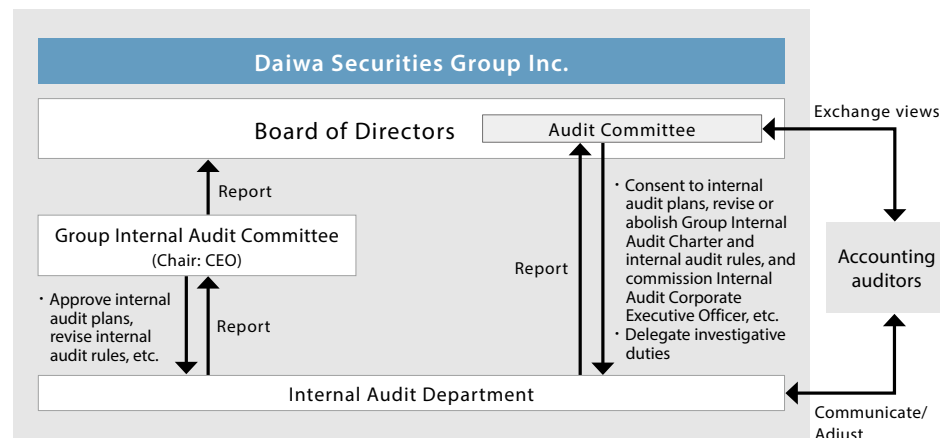 Daiwa Securities Group Inc.
Board of Directors
Audit Committee
Exchange views
Report
・Consent to internal
audit plans, revise or
abolish Group Internal
Audit Charter and
internal audit rules, and
commission Internal
Audit Corporate
Executive Officer, etc.
・Delegate investigative
duties
Group Internal Audit Committee
(Chair: CEO)
Report
Accounting
auditors
・Approve internal
audit plans,
revise internal
audit rules, etc.
Report
Internal Audit Department
Communicate/
Adjust